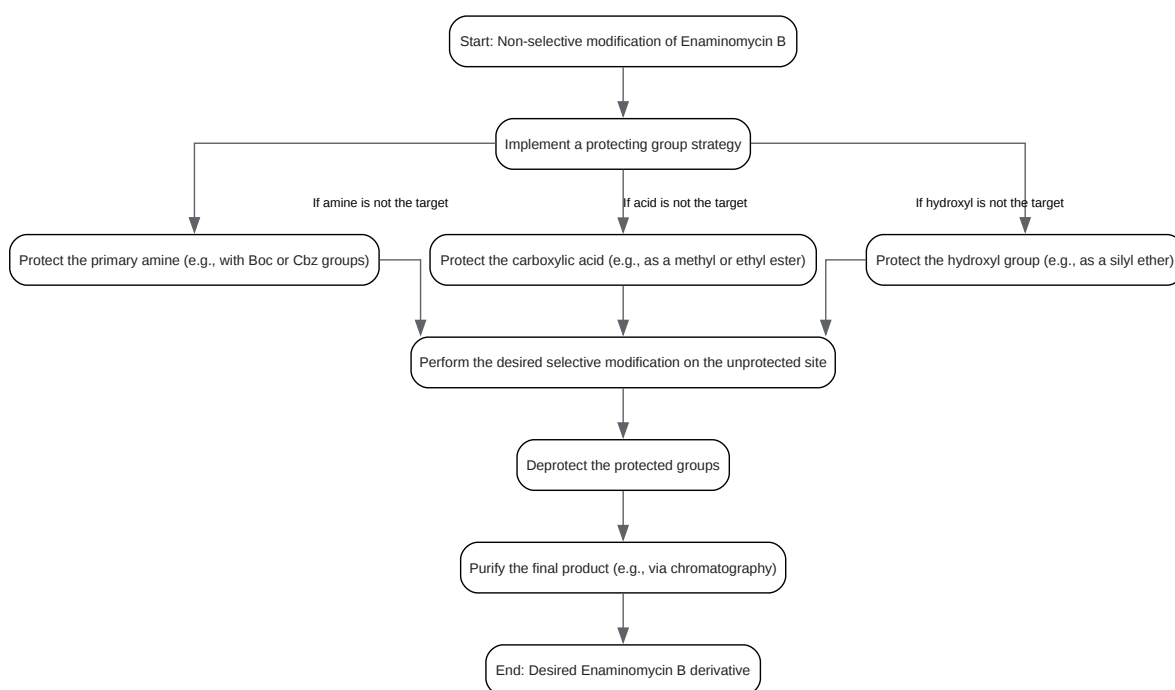 Start: Non-selective modification of Enaminomycin B
Implement a protecting group strategy
If amine is not the target
If acid is not the target
If hydroxyl is not the target
Protect the primary amine (e.g., with Boc or Cbz groups)
Protect the carboxylic acid (e.g., as a methyl or ethyl ester)
Protect the hydroxyl group (e.g., as a silyl ether)
Perform the desired selective modification on the unprotected site
Deprotect the protected groups
Purify the final product (e.g., via chromatography)
End: Desired Enaminomycin B derivative